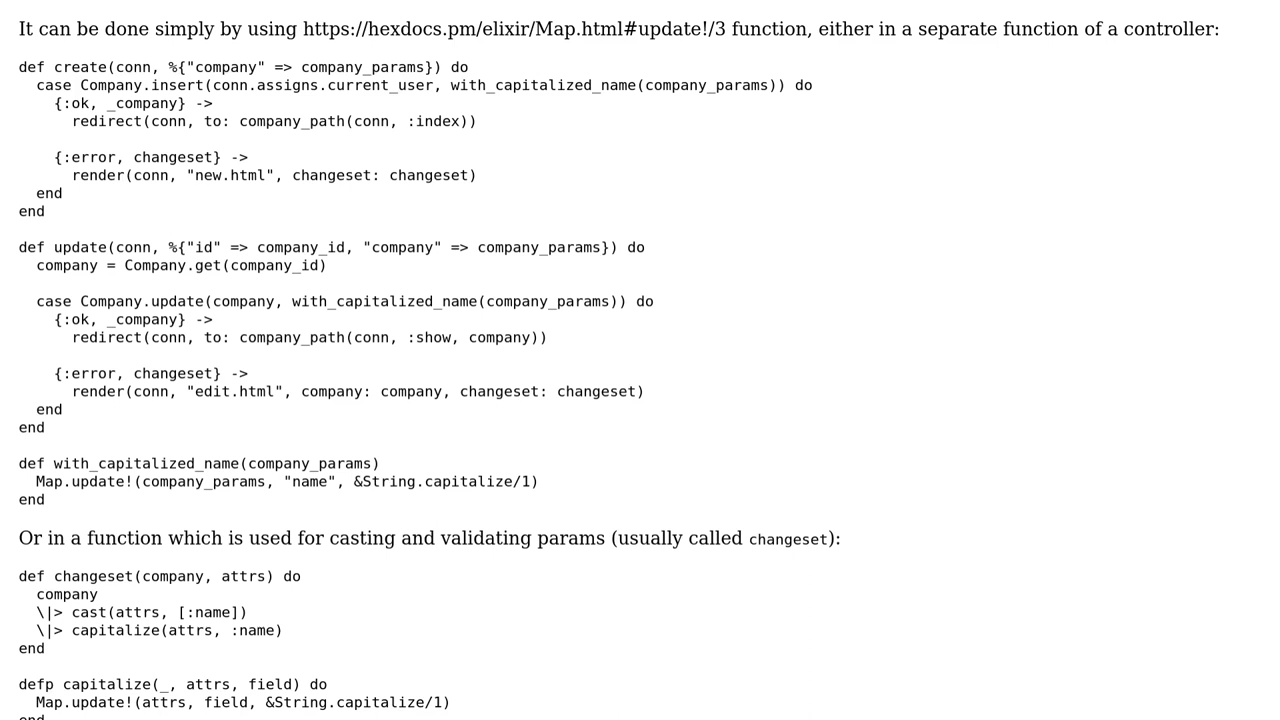 It can be done simply by using https://hexdocs.pm/elixir/Map.html#update!/3 function, either in a separate function of a controller:
def create(conn, %{"company" => company_params}) do
  case Company.insert(conn.assigns.current_user, with_capitalized_name(company_params)) do
    {:ok, _company} ->
      redirect(conn, to: company_path(conn, :index))

    {:error, changeset} ->
      render(conn, "new.html", changeset: changeset)
  end
end

def update(conn, %{"id" => company_id, "company" => company_params}) do
  company = Company.get(company_id)

  case Company.update(company, with_capitalized_name(company_params)) do
    {:ok, _company} ->
      redirect(conn, to: company_path(conn, :show, company))

    {:error, changeset} ->
      render(conn, "edit.html", company: company, changeset: changeset)
  end
end

def with_capitalized_name(company_params)
  Map.update!(company_params, "name", &String.capitalize/1)
end
Or in a function which is used for casting and validating params (usually called changeset):
def changeset(company, attrs) do
  company
  \|> cast(attrs, [:name])
  \|> capitalize(attrs, :name)
end

defp capitalize(_, attrs, field) do
  Map.update!(attrs, field, &String.capitalize/1)
end